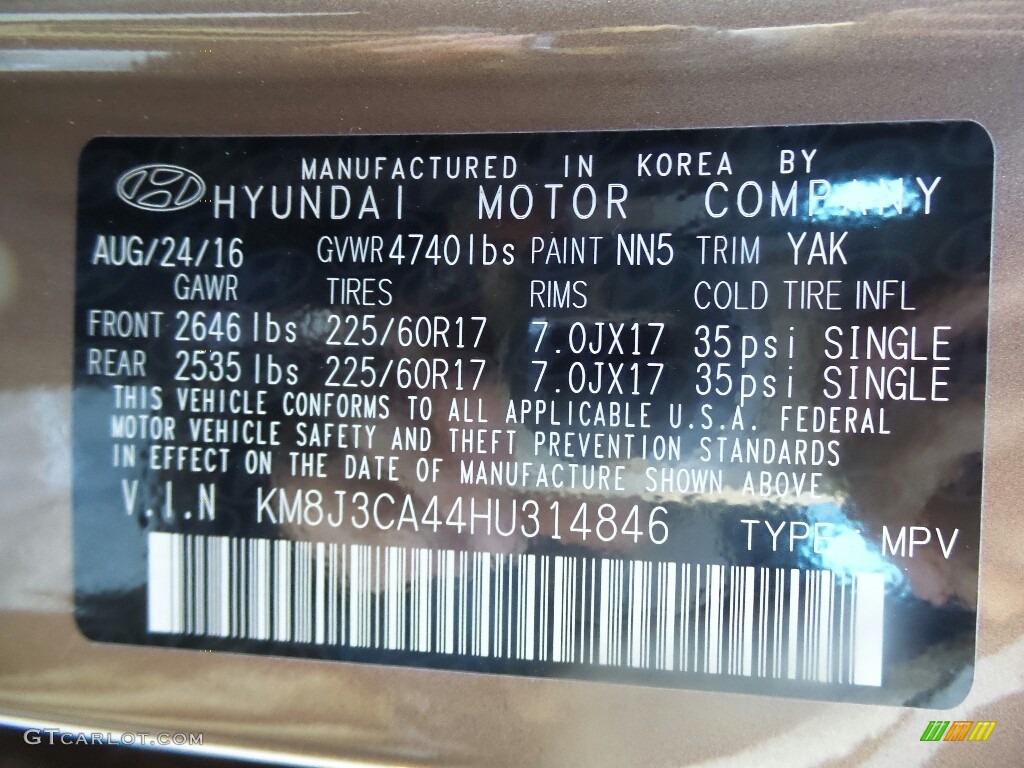 MANUFACTURED IN KOREA BY
HYUNDAI MOTOR COMPANY
AUG/24/16 GVWR 4740lbs PAINT NN5 TRIM YAK
GAWR TIRES RIMS COLD TIRE INFL
FRONT 2646 lbs 225/60R17 7.0JX17 35psi SINGLE
REAR 2535 lbs 225/60R17 7.0JX17 35psi SINGLE
THIS VEHICLE CONFORMS TO ALL APPLICABLE U.S.A. FEDERAL
MOTOR VEHICLE SAFETY AND THEFT PREVENTION STANDARDS
IN EFFECT ON THE DATE OF MANUFACTURE SHOWN ABOVE
V.I.N KM8J3CA44HU314846 TYPE: MPV
GTCARLOT.COM